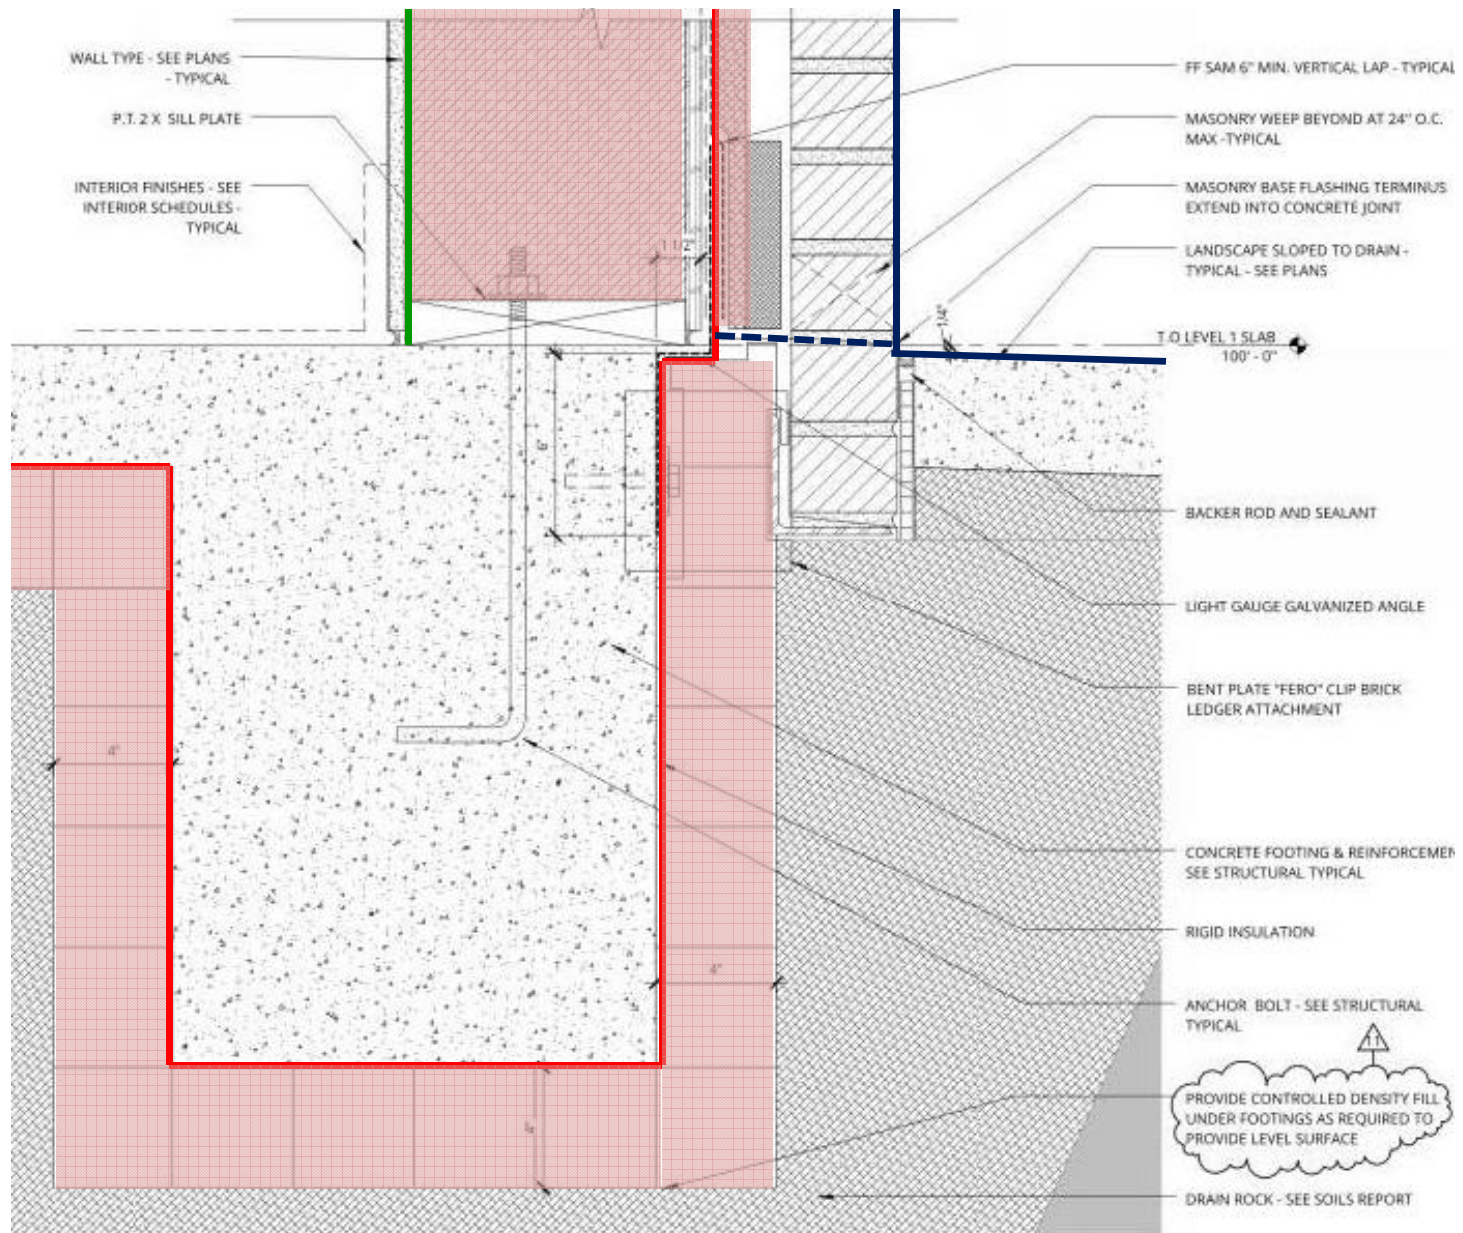 WALL TYPE - SEE PLANS
- TYPICAL
P.T. 2 X SILL PLATE
INTERIOR FINISHES - SEE
INTERIOR SCHEDULES -
TYPICAL
1 1/2"
6"
4"
4"
4"
1/4"
FF SAM 6" MIN. VERTICAL LAP - TYPICAL
MASONRY WEEP BEYOND AT 24" O.C.
MAX -TYPICAL
MASONRY BASE FLASHING TERMINUS
EXTEND INTO CONCRETE JOINT
LANDSCAPE SLOPED TO DRAIN -
TYPICAL - SEE PLANS
T.O LEVEL 1 SLAB
100' - 0"
BACKER ROD AND SEALANT
LIGHT GAUGE GALVANIZED ANGLE
BENT PLATE "FERO" CLIP BRICK
LEDGER ATTACHMENT
CONCRETE FOOTING & REINFORCEMEN
SEE STRUCTURAL TYPICAL
RIGID INSULATION
ANCHOR BOLT - SEE STRUCTURAL
TYPICAL
11
PROVIDE CONTROLLED DENSITY FILL
UNDER FOOTINGS AS REQUIRED TO
PROVIDE LEVEL SURFACE
DRAIN ROCK - SEE SOILS REPORT